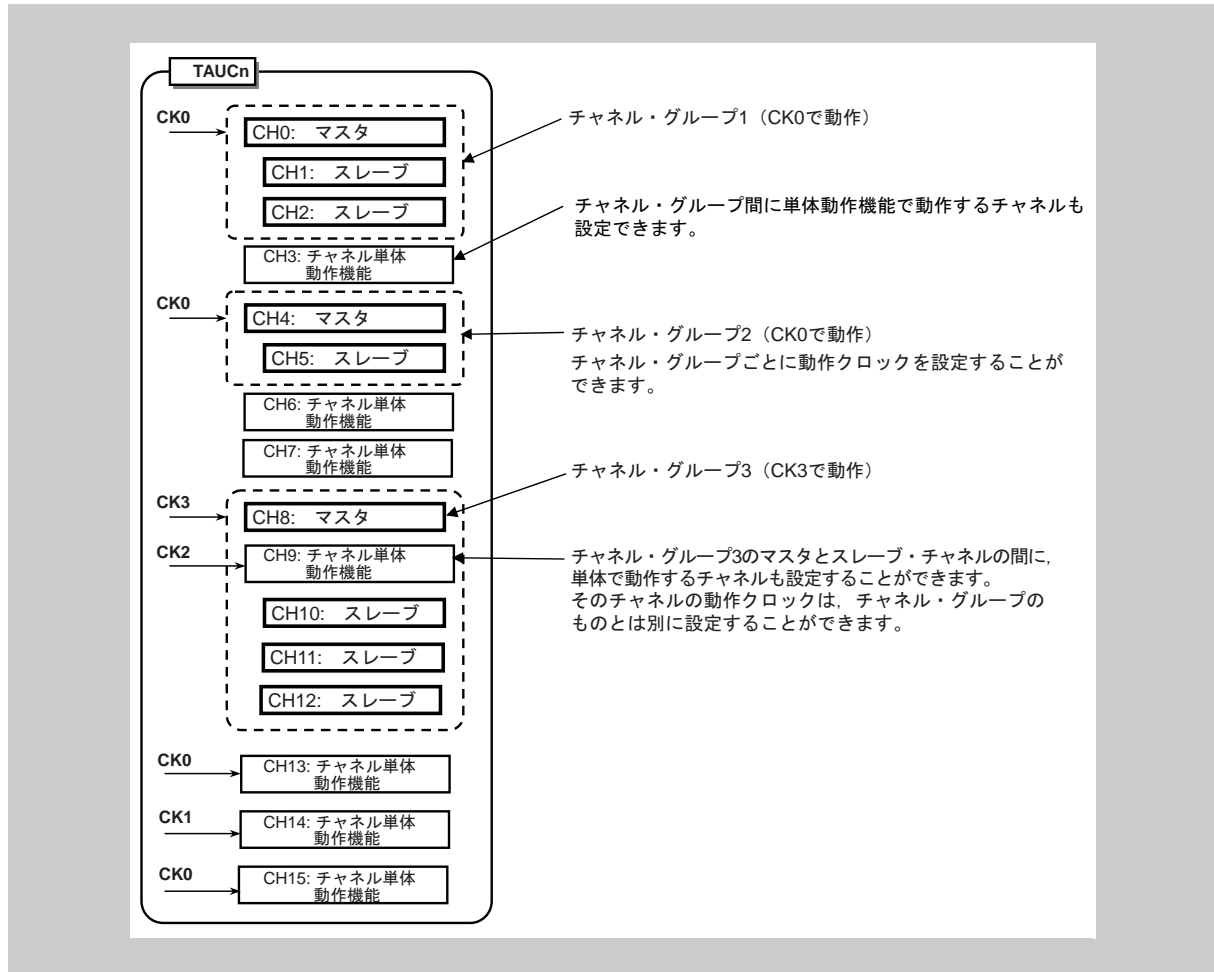 TAUCn
CK0
CH0: マスタ
CH1: スレーブ
CH2: スレーブ
チャネル・グループ1（CK0で動作）
CH3: チャネル単体
動作機能
チャネル・グループ間に単体動作機能で動作するチャネルも
設定できます。
CK0
CH4: マスタ
CH5: スレーブ
チャネル・グループ2（CK0で動作）
チャネル・グループごとに動作クロックを設定することが
できます。
CH6: チャネル単体
動作機能
CH7: チャネル単体
動作機能
チャネル・グループ3（CK3で動作）
CK3
CH8: マスタ
CK2
CH9: チャネル単体
動作機能
チャネル・グループ3のマスタとスレーブ・チャネルの間に，
単体で動作するチャネルも設定することができます。
そのチャネルの動作クロックは，チャネル・グループの
ものとは別に設定することができます。
CH10: スレーブ
CH11: スレーブ
CH12: スレーブ
CK0
CH13: チャネル単体
動作機能
CK1
CH14: チャネル単体
動作機能
CK0
CH15: チャネル単体
動作機能